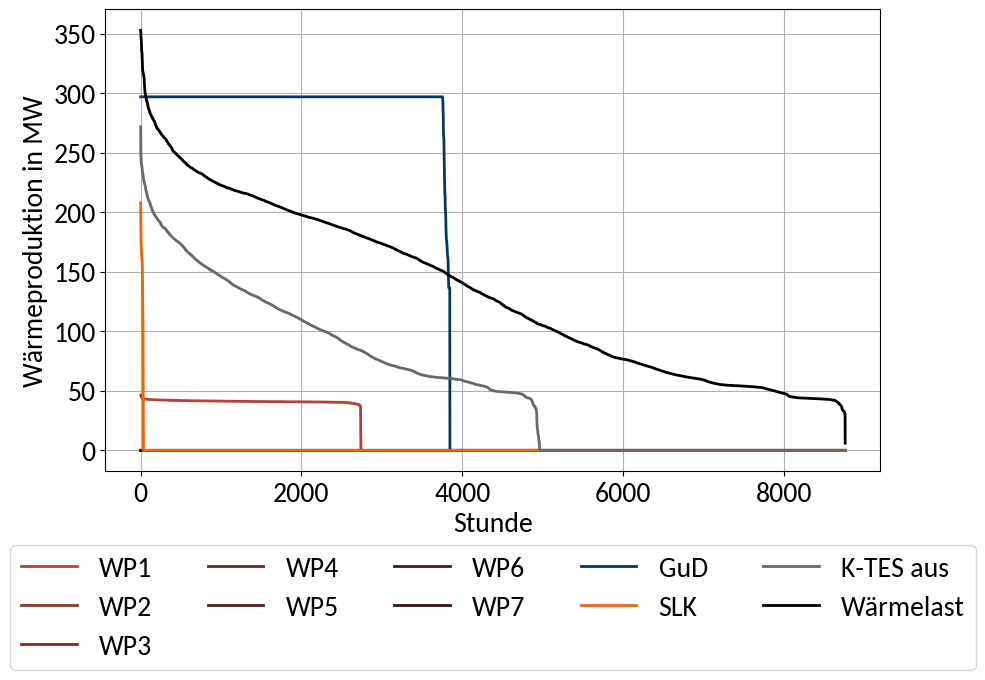 Wärmeproduktion in MW
350
300
250
200
150
100
50
0
0 2000 4000 6000 8000
Stunde
WP1 WP4 WP6 GuD K-TES aus
WP2 WP5 WP7 SLK Wärmelast
WP3